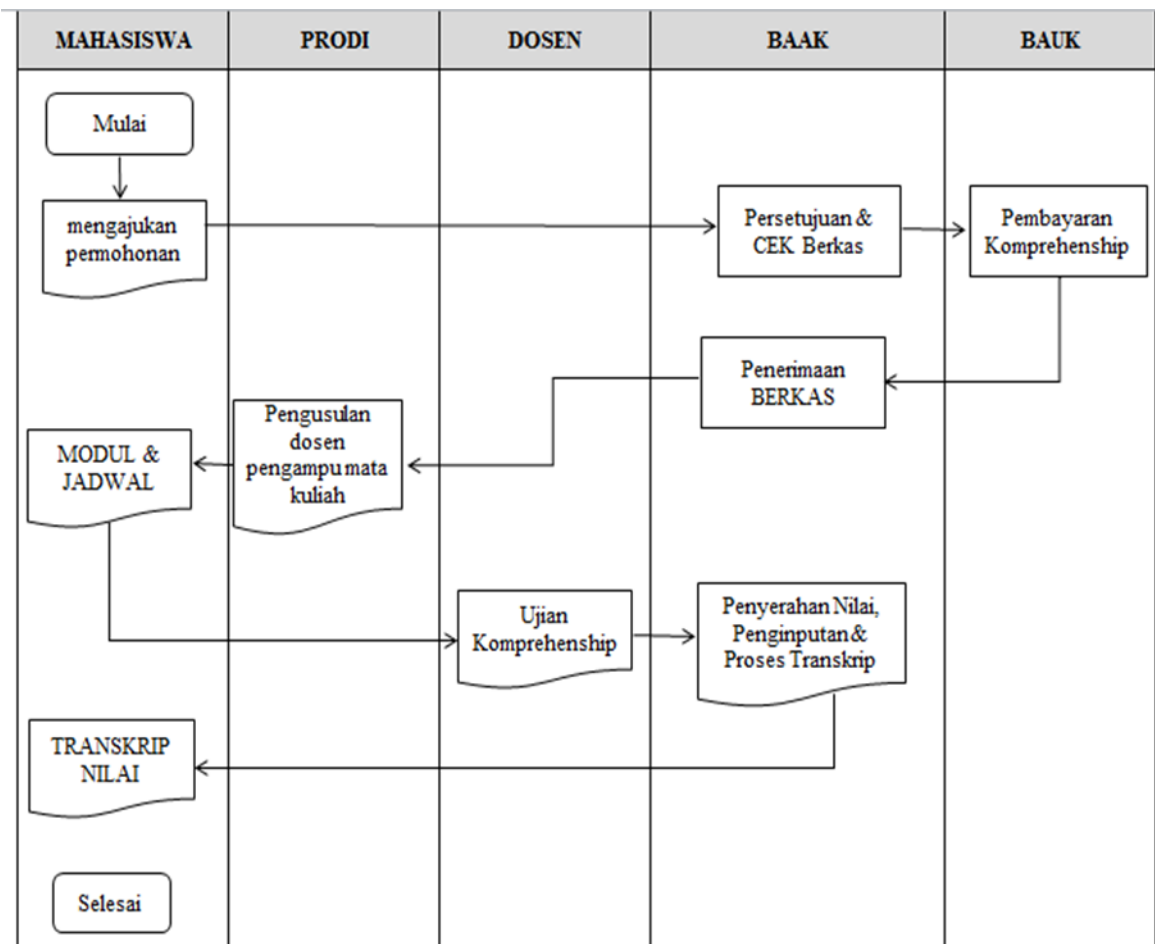 MAHASISWA
PRODI
DOSEN
BAAK
BAUK
Mulai
mengajukan
permohonan
Persetujuan &
CEK Berkas
Pembayaran
Komprehenship
Penerimaan
BERKAS
Pengusulan
dosen
pengampu mata
kuliah
MODUL &
JADWAL
Ujian
Komprehenship
Penyerahan Nilai,
Penginputan &
Proses Transkrip
TRANSKRIP
NILAI
Selesai